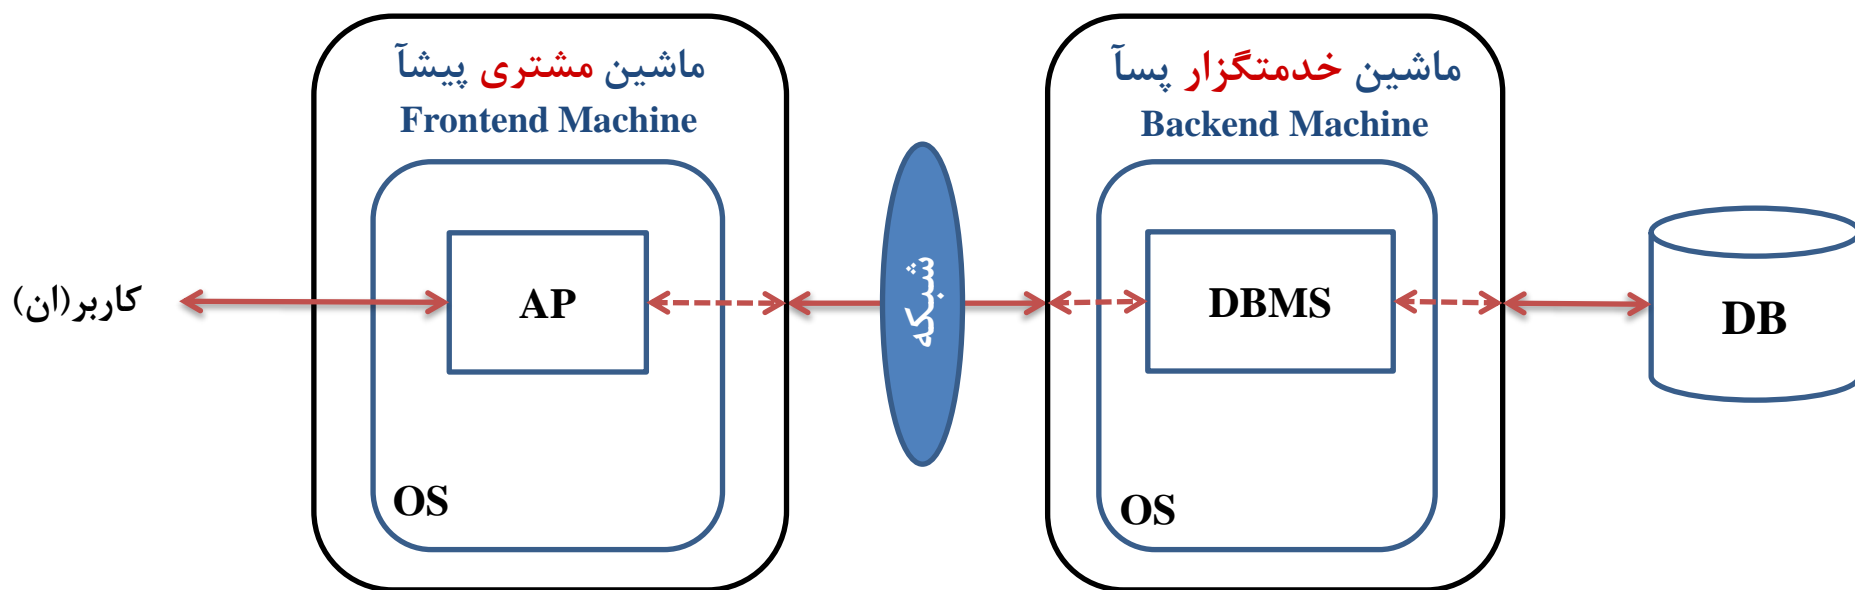 ماشین مشتری پیشآ
Frontend Machine
ماشین خدمتگزار پسآ
Backend Machine
کاربر(ان)
AP
شبکه
DBMS
DB
OS
OS